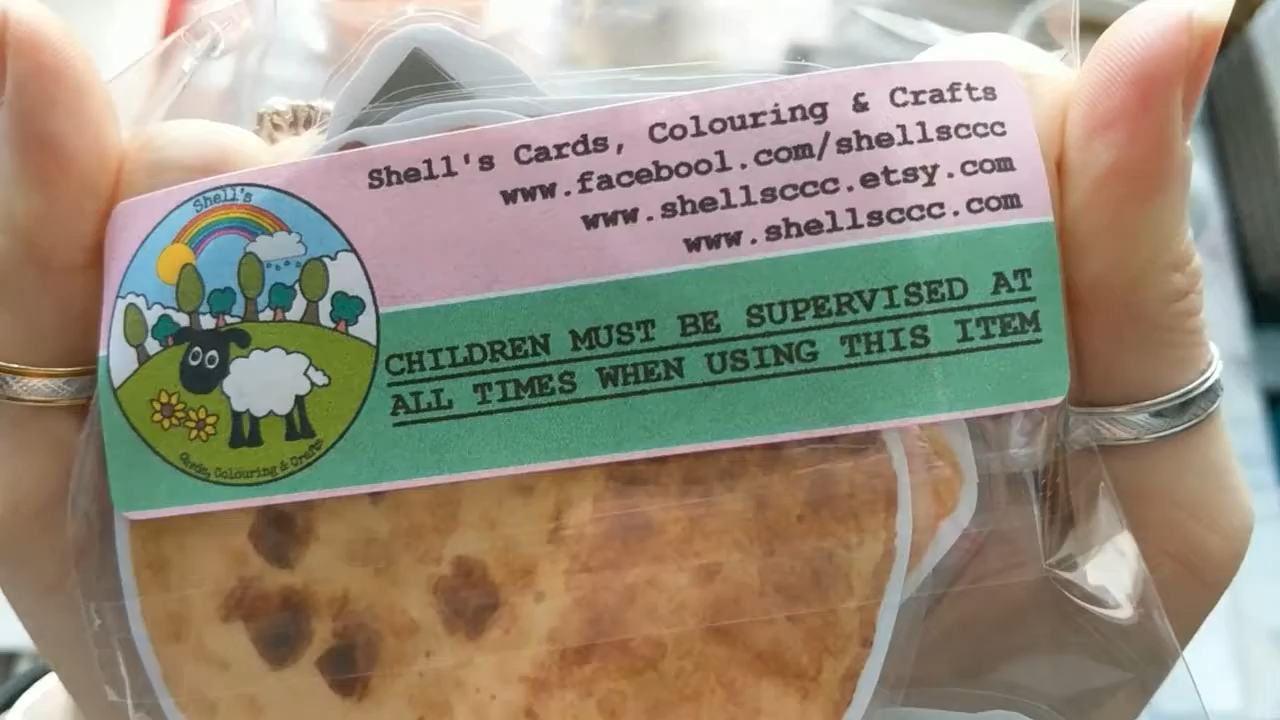 Shell's Cards, Colouring & Crafts
www.facebool.com/shellsccc
www.shellsccc.etsy.com
www.shellsccc.com
Shell's
Cards, Colouring & Crafts
CHILDREN MUST BE SUPERVISED AT
ALL TIMES WHEN USING THIS ITEM